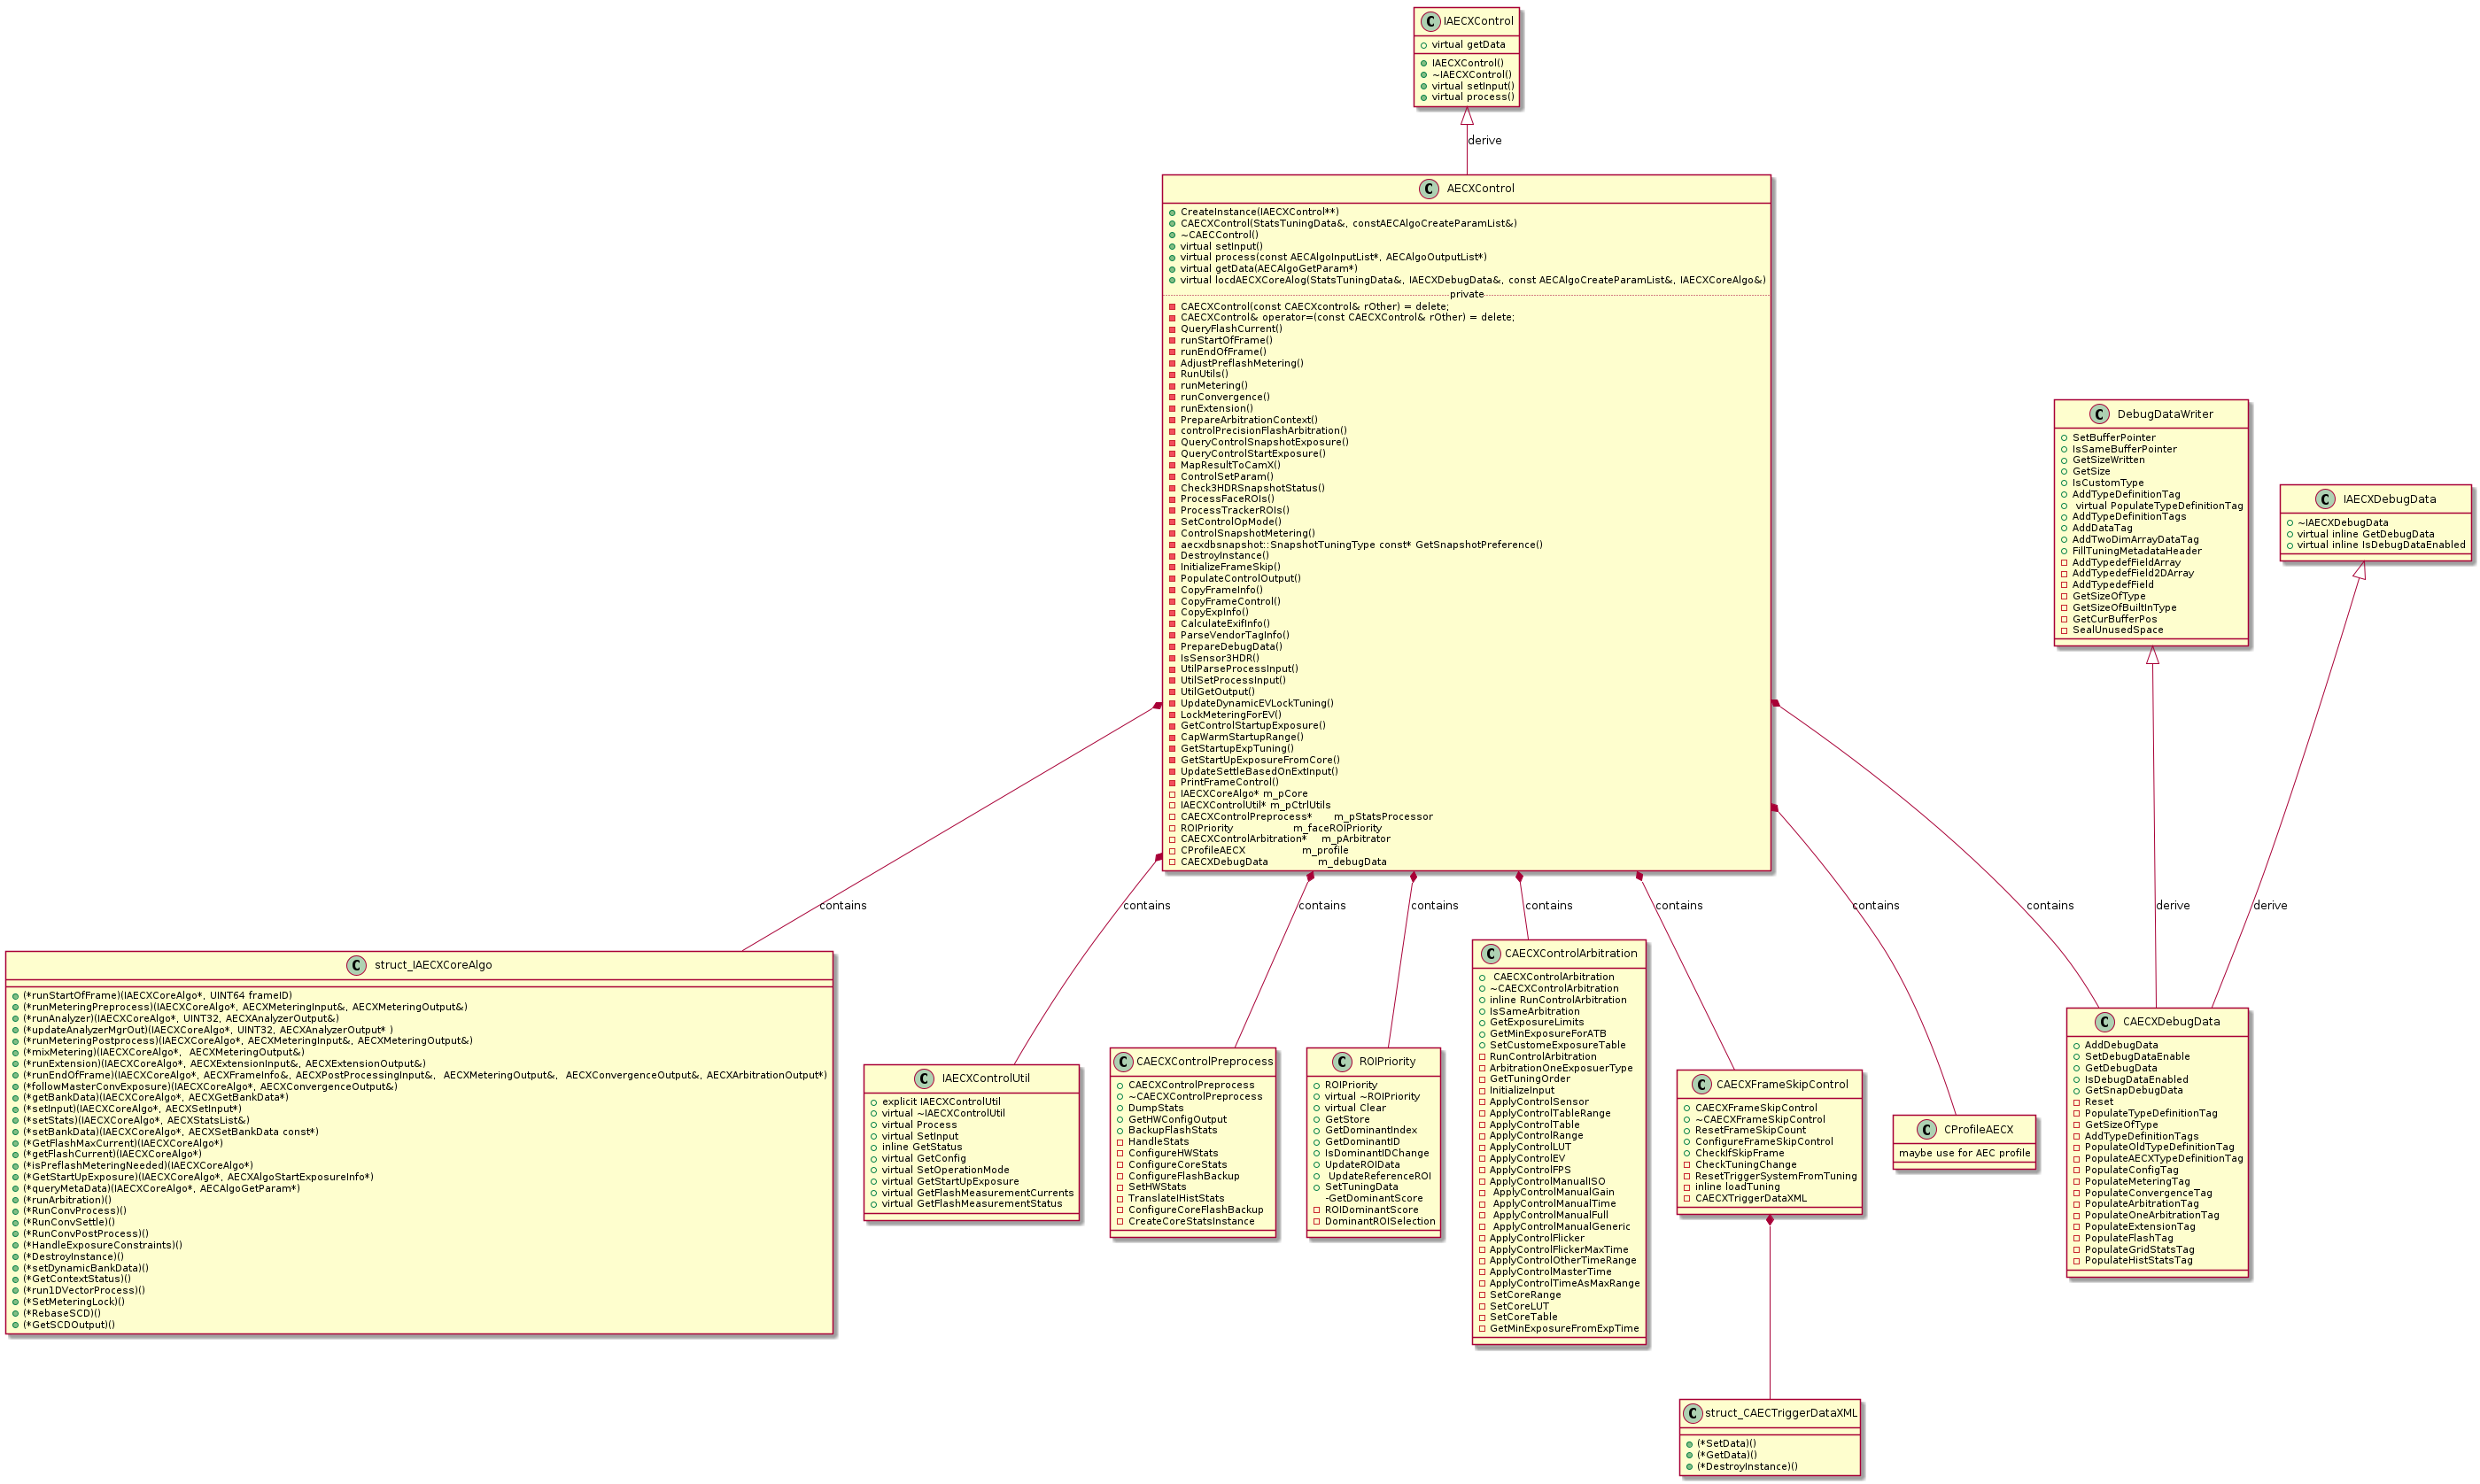 C IAECXControl
virtual getData
IAECXControl()
~IAECXControl()
virtual setInput()
virtual process()
derive
C AECXControl
CreateInstance(IAECXControl**)
CAECXControl(StatsTuningData&, constAECAlgoCreateParamList&)
~CAECControl()
virtual setInput()
virtual process(const AECAlgoInputList*, AECAlgoOutputList*)
virtual getData(AECAlgoGetParam*)
virtual locdAECXCoreAlog(StatsTuningData&, IAECXDebugData&, const AECAlgoCreateParamList&, IAECXCoreAlgo&)
private
CAECXControl(const CAECXcontrol& rOther) = delete;
CAECXControl& operator=(const CAECXControl& rOther) = delete;
QueryFlashCurrent()
runStartOfFrame()
runEndOfFrame()
AdjustPreflashMetering()
RunUtils()
runMetering()
runConvergence()
runExtension()
PrepareArbitrationContext()
controlPrecisionFlashArbitration()
QueryControlSnapshotExposure()
QueryControlStartExposure()
MapResultToCamX()
ControlSetParam()
Check3HDRSnapshotStatus()
ProcessFaceROIs()
ProcessTrackerROIs()
SetControlOpMode()
ControlSnapshotMetering()
aecxdbsnapshot::SnapshotTuningType const* GetSnapshotPreference()
DestroyInstance()
InitializeFrameSkip()
PopulateControlOutput()
CopyFrameInfo()
CopyFrameControl()
CopyExpInfo()
CalculateExifInfo()
ParseVendorTagInfo()
PrepareDebugData()
IsSensor3HDR()
UtilParseProcessInput()
UtilSetProcessInput()
UtilGetOutput()
UpdateDynamicEVLockTuning()
LockMeteringForEV()
GetControlStartupExposure()
CapWarmStartupRange()
GetStartupExpTuning()
GetStartUpExposureFromCore()
UpdateSettleBasedOnExtInput()
PrintFrameControl()
IAECXCoreAlgo* m_pCore
IAECXControlUtil* m_pCtrlUtils
CAECXControlPreprocess* m_pStatsProcessor
ROIPriority m_faceROIPriority
CAECXControlArbitration* m_pArbitrator
CProfileAECX m_profile
CAECXDebugData m_debugData
C DebugDataWriter
SetBufferPointer
IsSameBufferPointer
GetSizeWritten
GetSize
IsCustomType
AddTypeDefinitionTag
virtual PopulateTypeDefinitionTag
AddTypeDefinitionTags
AddDataTag
AddTwoDimArrayDataTag
FillTuningMetadataHeader
AddTypedefFieldArray
AddTypedefField2DArray
AddTypedefField
GetSizeOfType
GetSizeOfBuiltInType
GetCurBufferPos
SealUnusedSpace
C IAECXDebugData
~IAECXDebugData
virtual inline GetDebugData
virtual inline IsDebugDataEnabled
contains
contains
contains
contains
contains
contains
contains
contains
derive
derive
C struct_IAECXCoreAlgo
(*runStartOfFrame)(IAECXCoreAlgo*, UINT64 frameID)
(*runMeteringPreprocess)(IAECXCoreAlgo*, AECXMeteringInput&, AECXMeteringOutput&)
(*runAnalyzer)(IAECXCoreAlgo*, UINT32, AECXAnalyzerOutput&)
(*updateAnalyzerMgrOut)(IAECXCoreAlgo*, UINT32, AECXAnalyzerOutput* )
(*runMeteringPostprocess)(IAECXCoreAlgo*, AECXMeteringInput&, AECXMeteringOutput&)
(*mixMetering)(IAECXCoreAlgo*, AECXMeteringOutput&)
(*runExtension)(IAECXCoreAlgo*, AECXExtensionInput&, AECXExtensionOutput&)
(*runEndOfFrame)(IAECXCoreAlgo*, AECXFrameInfo&, AECXPostProcessingInput&, AECXMeteringOutput&, AECXConvergenceOutput&, AECXArbitrationOutput*)
(*followMasterConvExposure)(IAECXCoreAlgo*, AECXConvergenceOutput&)
(*getBankData)(IAECXCoreAlgo*, AECXGetBankData*)
(*setInput)(IAECXCoreAlgo*, AECXSetInput*)
(*setStats)(IAECXCoreAlgo*, AECXStatsList&)
(*setBankData)(IAECXCoreAlgo*, AECXSetBankData const*)
(*GetFlashMaxCurrent)(IAECXCoreAlgo*)
(*getFlashCurrent)(IAECXCoreAlgo*)
(*isPreflashMeteringNeeded)(IAECXCoreAlgo*)
(*GetStartUpExposure)(IAECXCoreAlgo*, AECXAlgoStartExposureInfo*)
(*queryMetaData)(IAECXCoreAlgo*, AECAlgoGetParam*)
(*runArbitration)()
(*RunConvProcess)()
(*RunConvSettle)()
(*RunConvPostProcess)()
(*HandleExposureConstraints)()
(*DestroyInstance)()
(*setDynamicBankData)()
(*GetContextStatus)()
(*run1DVectorProcess)()
(*SetMeteringLock)()
(*RebaseSCD)()
(*GetSCDOutput)()
C IAECXControlUtil
explicit IAECXControlUtil
virtual ~IAECXControlUtil
virtual Process
virtual SetInput
inline GetStatus
virtual GetConfig
virtual SetOperationMode
virtual GetStartUpExposure
virtual GetFlashMeasurementCurrents
virtual GetFlashMeasurementStatus
C CAECXControlPreprocess
CAECXControlPreprocess
~CAECXControlPreprocess
DumpStats
GetHWConfigOutput
BackupFlashStats
HandleStats
ConfigureHWStats
ConfigureCoreStats
ConfigureFlashBackup
SetHWStats
TranslateIHistStats
ConfigureCoreFlashBackup
CreateCoreStatsInstance
C ROIPriority
ROIPriority
virtual ~ROIPriority
virtual Clear
GetStore
GetDominantIndex
GetDominantID
IsDominantIDChange
UpdateROIData
UpdateReferenceROI
SetTuningData
-GetDominantScore
ROIDominantScore
DominantROISelection
C CAECXControlArbitration
CAECXControlArbitration
~CAECXControlArbitration
inline RunControlArbitration
IsSameArbitration
GetExposureLimits
GetMinExposureForATB
SetCustomeExposureTable
RunControlArbitration
ArbitrationOneExposuerType
GetTuningOrder
InitializeInput
ApplyControlSensor
ApplyControlTableRange
ApplyControlTable
ApplyControlRange
ApplyControlLUT
ApplyControlEV
ApplyControlFPS
ApplyControlManualISO
ApplyControlManualGain
ApplyControlManualTime
ApplyControlManualFull
ApplyControlManualGeneric
ApplyControlFlicker
ApplyControlFlickerMaxTime
ApplyControlOtherTimeRange
ApplyControlMasterTime
ApplyControlTimeAsMaxRange
SetCoreRange
SetCoreLUT
SetCoreTable
GetMinExposureFromExpTime
C CAECXFrameSkipControl
CAECXFrameSkipControl
~CAECXFrameSkipControl
ResetFrameSkipCount
ConfigureFrameSkipControl
CheckIfSkipFrame
CheckTuningChange
ResetTriggerSystemFromTuning
inline loadTuning
CAECXTriggerDataXML
C CProfileAECX
maybe use for AEC profile
C CAECXDebugData
AddDebugData
SetDebugDataEnable
GetDebugData
IsDebugDataEnabled
GetSnapDebugData
Reset
PopulateTypeDefinitionTag
GetSizeOfType
AddTypeDefinitionTags
PopulateOldTypeDefinitionTag
PopulateAECXTypeDefinitionTag
PopulateConfigTag
PopulateMeteringTag
PopulateConvergenceTag
PopulateArbitrationTag
PopulateOneArbitrationTag
PopulateExtensionTag
PopulateFlashTag
PopulateGridStatsTag
PopulateHistStatsTag
C struct_CAECTriggerDataXML
(*SetData)()
(*GetData)()
(*DestroyInstance)()